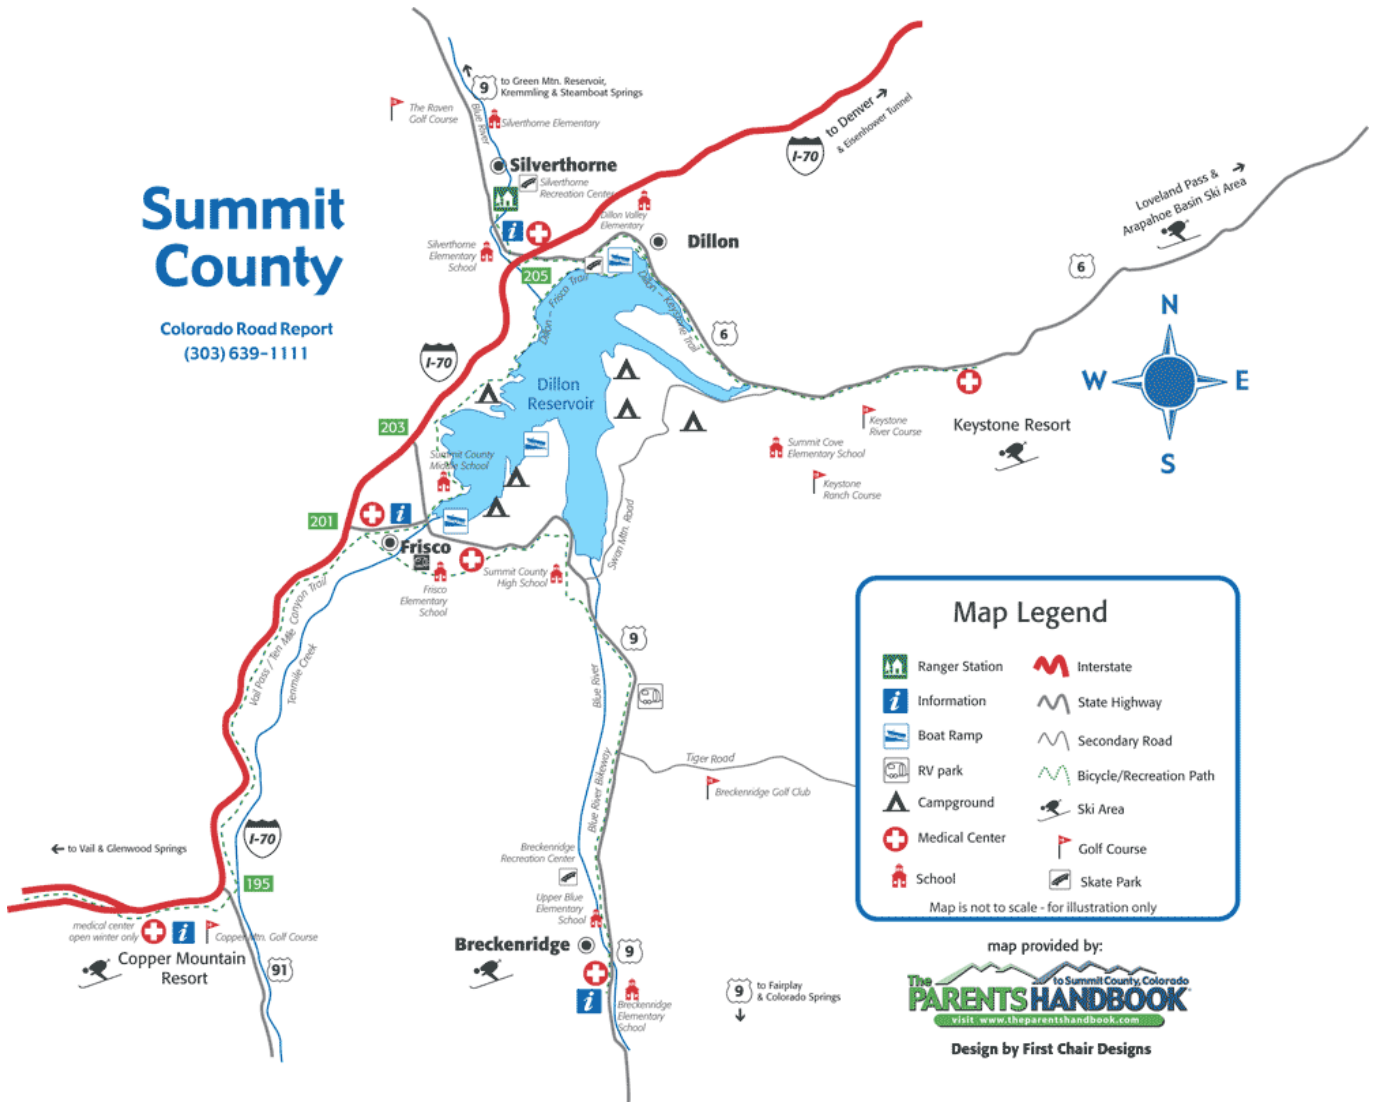 9
to Green Mtn. Reservoir,
Kremmling & Steamboat Springs
The Raven
Golf Course
Blue River
Silverthorne Elementary
to Denver
& Eisenhower Tunnel
I-70
Silverthorne
Silverthorne
Recreation Center
Loveland Pass &
Arapahoe Basin Ski Area
Summit
County
Colorado Road Report
(303) 639-1111
Dillon Valley
Elementary
Dillon
Silverthorne
Elementary
School
205
6
Dillon - Frisco Trail
Dillon - Keystone Trail
6
I-70
N
W
E
S
Dillon
Reservoir
203
Keystone
River Course
Keystone Resort
Summit Cove
Elementary School
Keystone
Ranch Course
Summit County
Middle School
201
Frisco
Swan Mtn. Road
Summit County
High School
Frisco
Elementary
School
Vail Pass / Ten Mile Canyon Trail
Tenmile Creek
9
Blue River
Blue River Bikeway
Tiger Road
Breckenridge Golf Club
Map Legend
Ranger Station
Information
Boat Ramp
RV park
Campground
Medical Center
School
Interstate
State Highway
Secondary Road
Bicycle/Recreation Path
Ski Area
Golf Course
Skate Park
Map is not to scale - for illustration only
I-70
to Vail & Glenwood Springs
195
medical center
open winter only
Copper Mtn. Golf Course
Copper Mountain
Resort
91
Breckenridge
Recreation Center
Upper Blue
Elementary
School
Breckenridge
9
Breckenridge
Elementary
School
9
to Fairplay
& Colorado Springs
map provided by:
The
to Summit County, Colorado
PARENTS HANDBOOK
visit www.theparentshandbook.com
Design by First Chair Designs